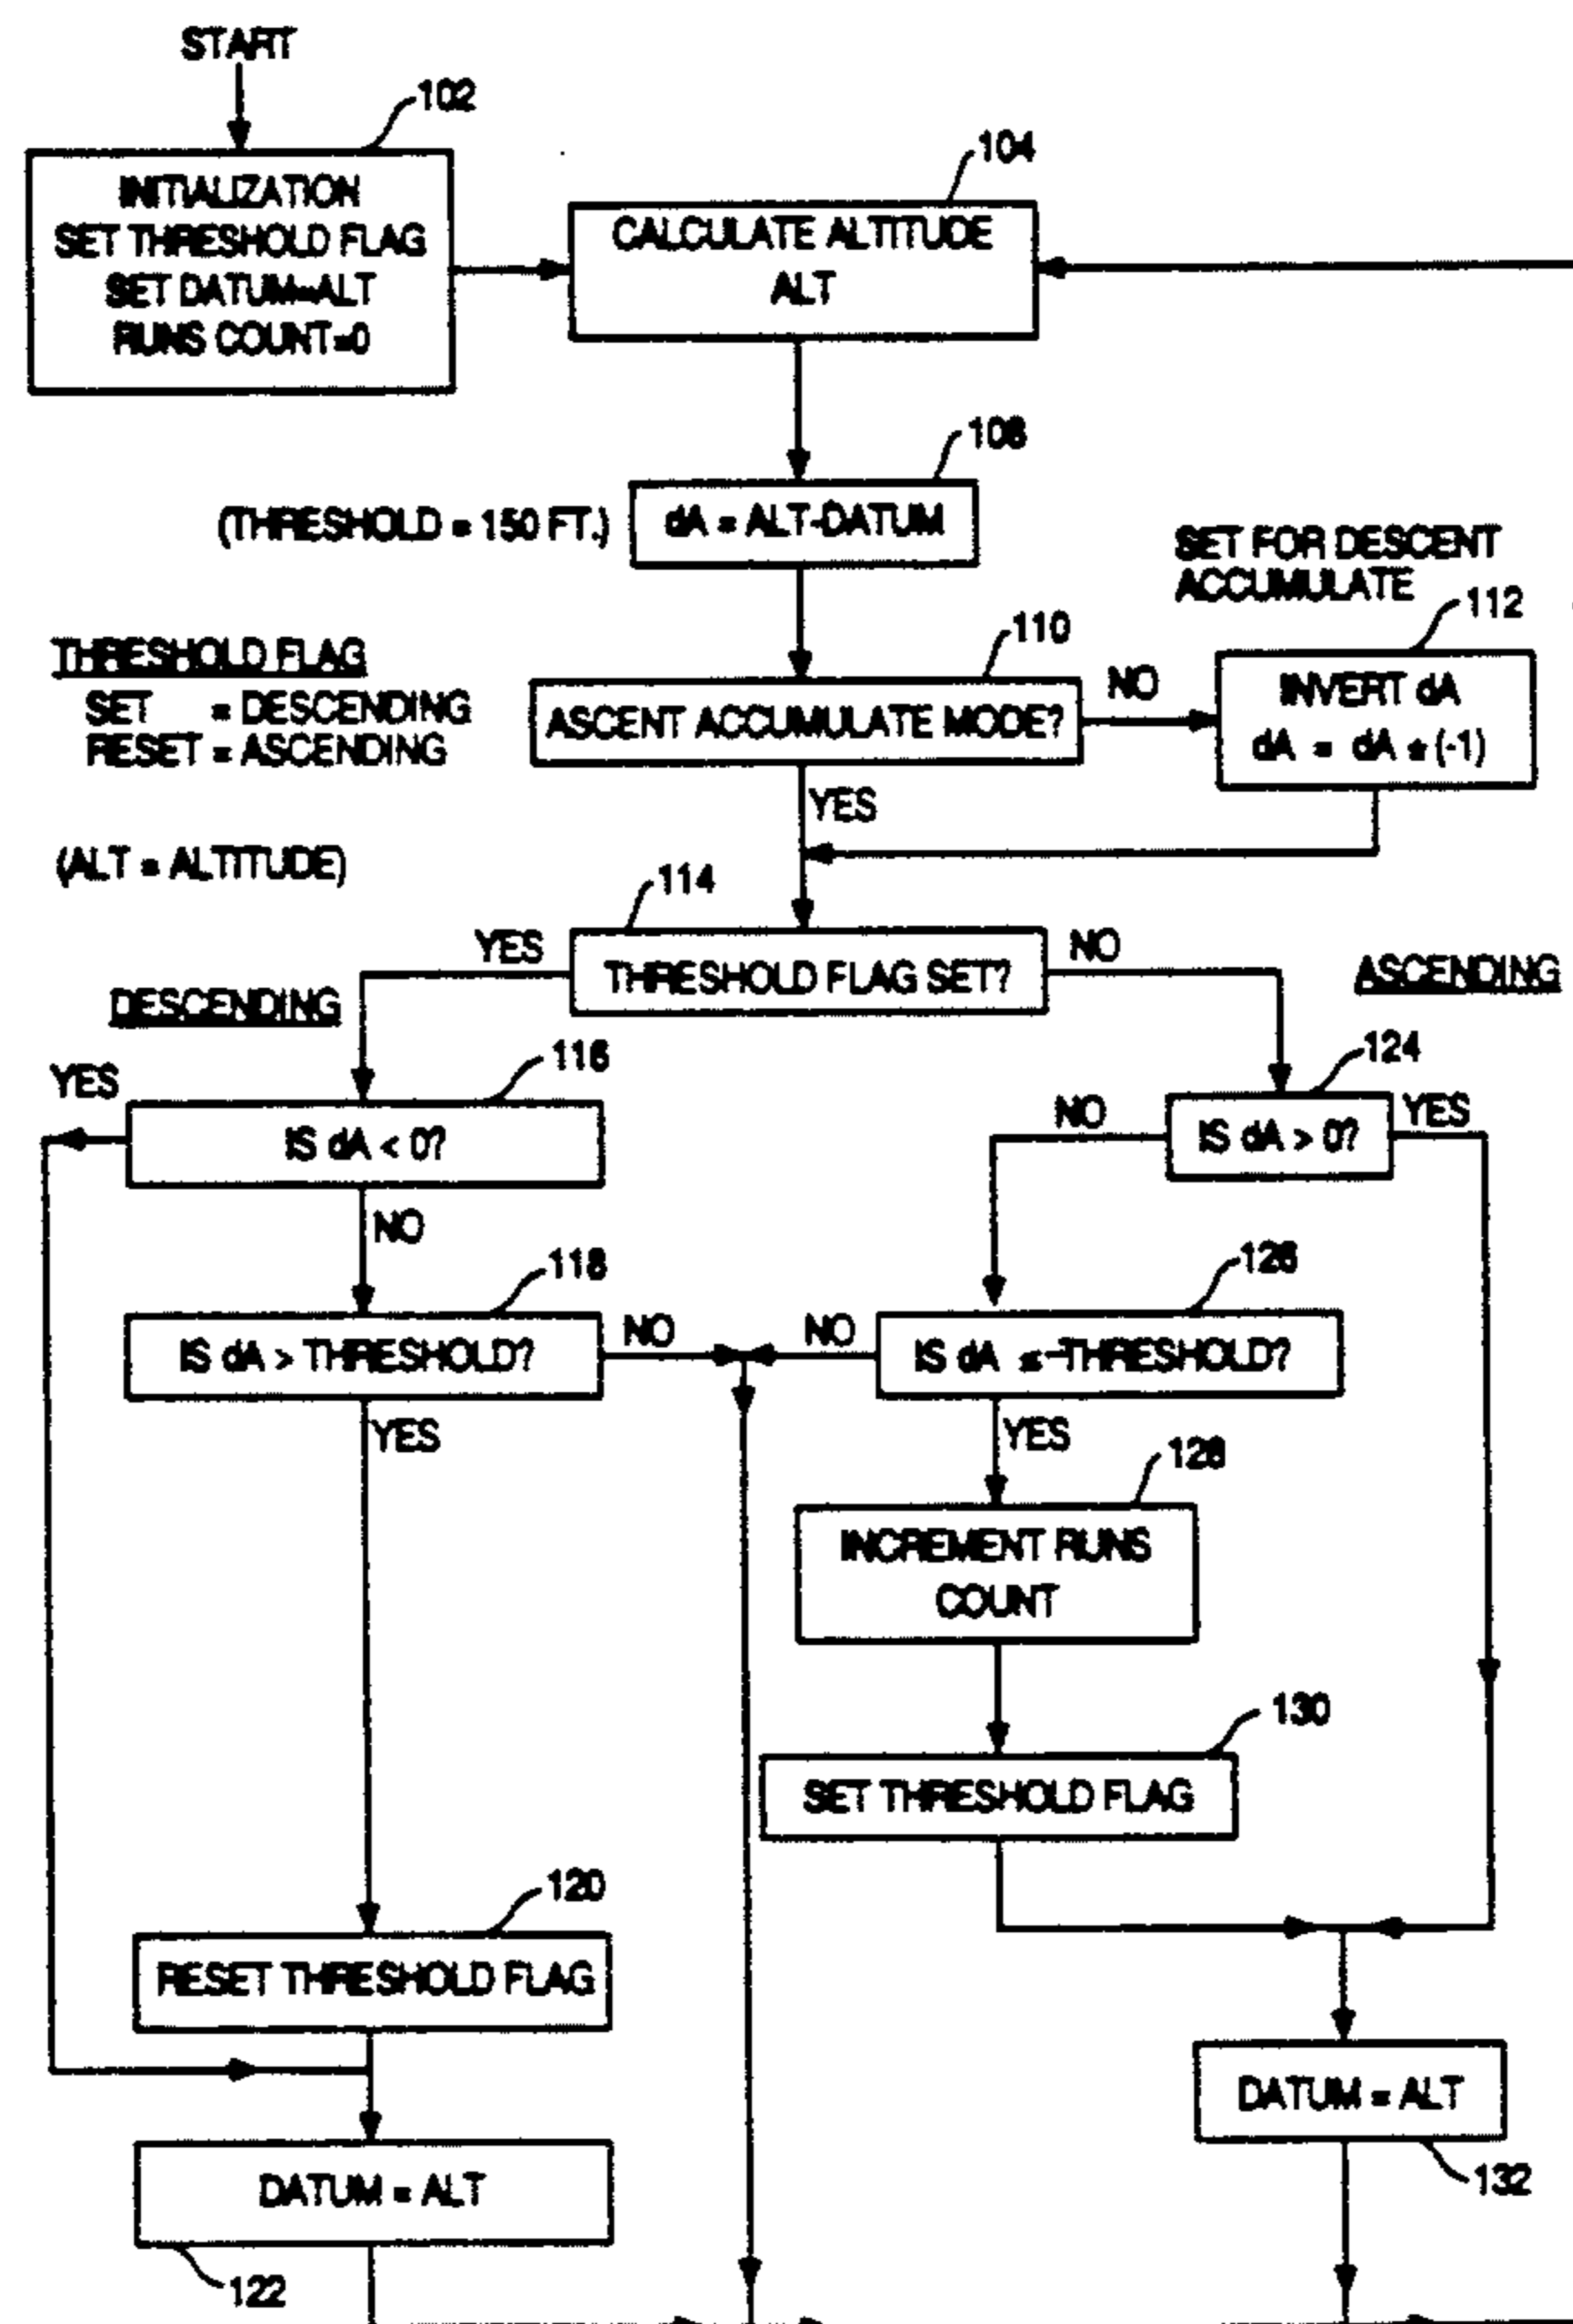 START
102
INITIALIZATION
SET THRESHOLD FLAG
SET DATUM=ALT
RUNS COUNT=0
104
CALCULATE ALTITUDE
ALT
108
(THRESHOLD = 150 FT.)
dA = ALT-DATUM
SET FOR DESCENT
ACCUMULATE
112
INVERT dA
dA = dA * (-1)
THRESHOLD FLAG
SET = DESCENDING
RESET = ASCENDING
110
ASCENT ACCUMULATE MODE?
NO
YES
(ALT = ALTITUDE)
114
YES
THRESHOLD FLAG SET?
NO
DESCENDING
ASCENDING
116
YES
IS dA < 0?
NO
124
NO
IS dA > 0?
YES
118
IS dA > THRESHOLD?
NO
YES
126
NO
IS dA ≤ -THRESHOLD?
YES
128
INCREMENT RUNS
COUNT
130
SET THRESHOLD FLAG
120
RESET THRESHOLD FLAG
DATUM = ALT
132
DATUM = ALT
122